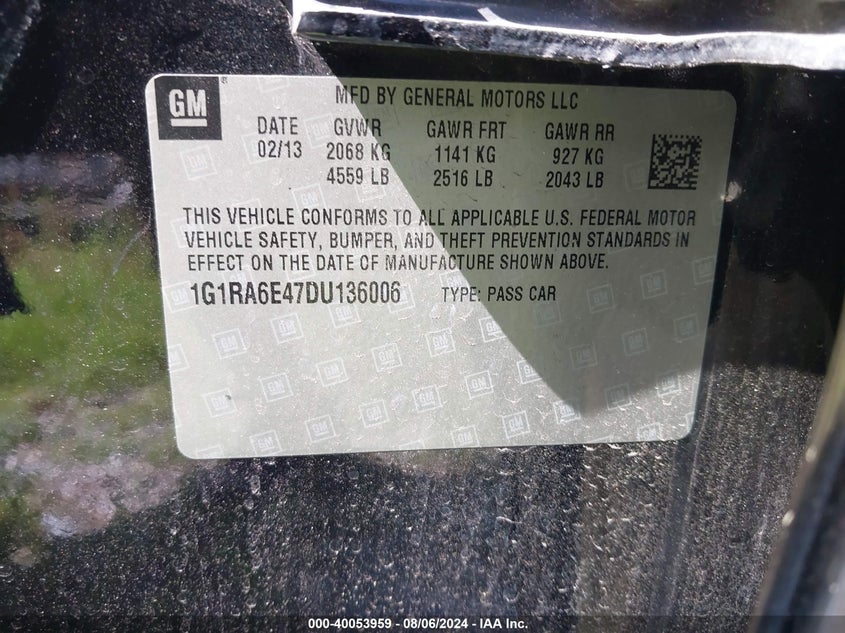 GM
MFD BY GENERAL MOTORS LLC
DATE GVWR GAWR FRT GAWR RR
02/13 2068 KG 1141 KG 927 KG
4559 LB 2516 LB 2043 LB
THIS VEHICLE CONFORMS TO ALL APPLICABLE U.S. FEDERAL MOTOR
VEHICLE SAFETY, BUMPER, AND THEFT PREVENTION STANDARDS IN
EFFECT ON THE DATE OF MANUFACTURE SHOWN ABOVE.
1G1RA6E47DU136006 TYPE: PASS CAR
000-40053959 - 08/06/2024 - IAA Inc.